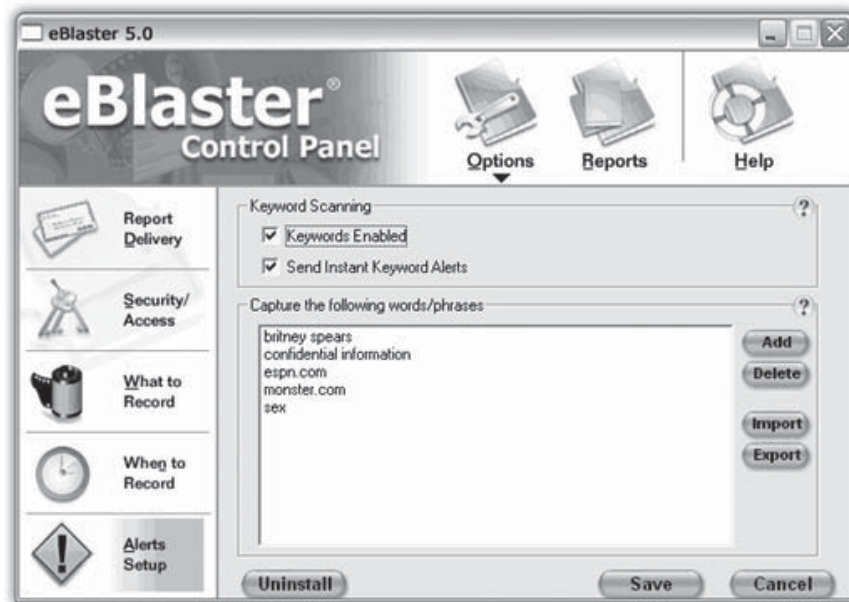 eBlaster 5.0
eBlaster®
Control Panel
Options
Reports
Help
Report
Delivery
Security/
Access
What to
Record
When to
Record
Alerts
Setup
Keyword Scanning
?
Keywords Enabled
Send Instant Keyword Alerts
Capture the following words/phrases
?
britney spears
confidential information
espn.com
monster.com
sex
Add
Delete
Import
Export
Uninstall
Save
Cancel